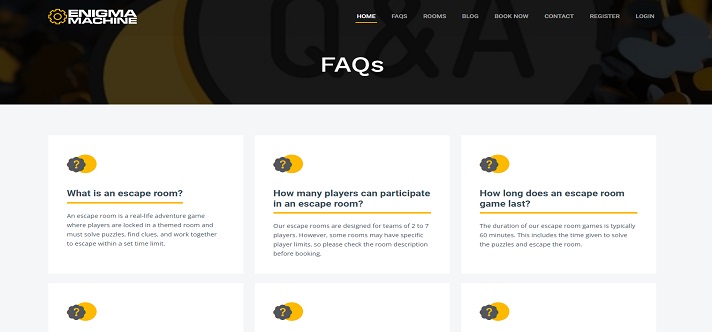 ENIGMA
MACHINE
HOME FAQS ROOMS BLOG BOOK NOW CONTACT REGISTER LOGIN
Q&A
FAQs
?
What is an escape room?
An escape room is a real-life adventure game
where players are locked in a themed room and
must solve puzzles, find clues, and work together
to escape within a set time limit.
?
How many players can participate
in an escape room?
Our escape rooms are designed for teams of 2 to 7
players. However, some rooms may have specific
player limits, so please check the room description
before booking.
?
How long does an escape room
game last?
The duration of our escape room games is typically
60 minutes. This includes the time given to solve
the puzzles and escape the room.
?
?
?